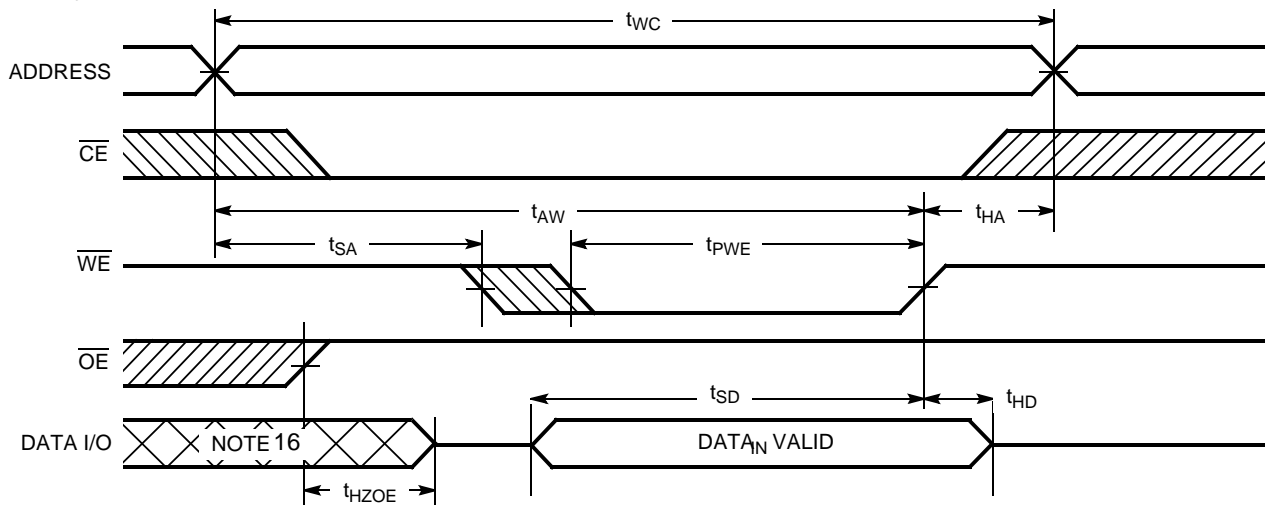 tWC
ADDRESS
CE
tAW
tHA
tSA
tPWE
WE
OE
tSD
tHD
DATA I/O
NOTE 16
DATAIN VALID
tHZOE